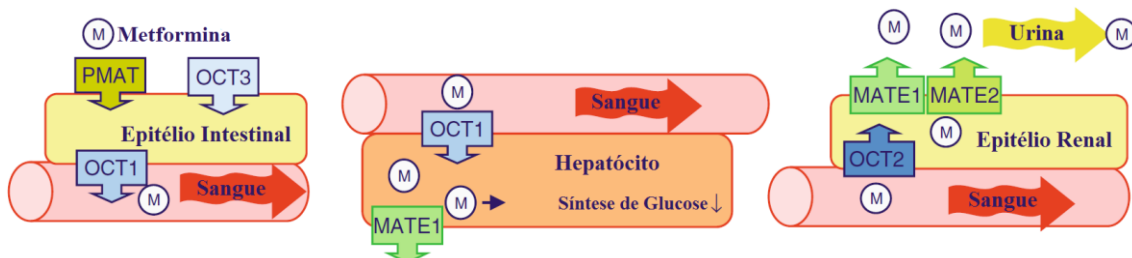 M Metformina
PMAT
OCT3
Epitélio Intestinal
OCT1
M
Sangue
M
Sangue
OCT1
Hepatócito
M
M
Síntese de Glucose ↓
MATE1
M
M
Urina
M
MATE1
MATE2
M
Epitélio Renal
OCT2
M
Sangue